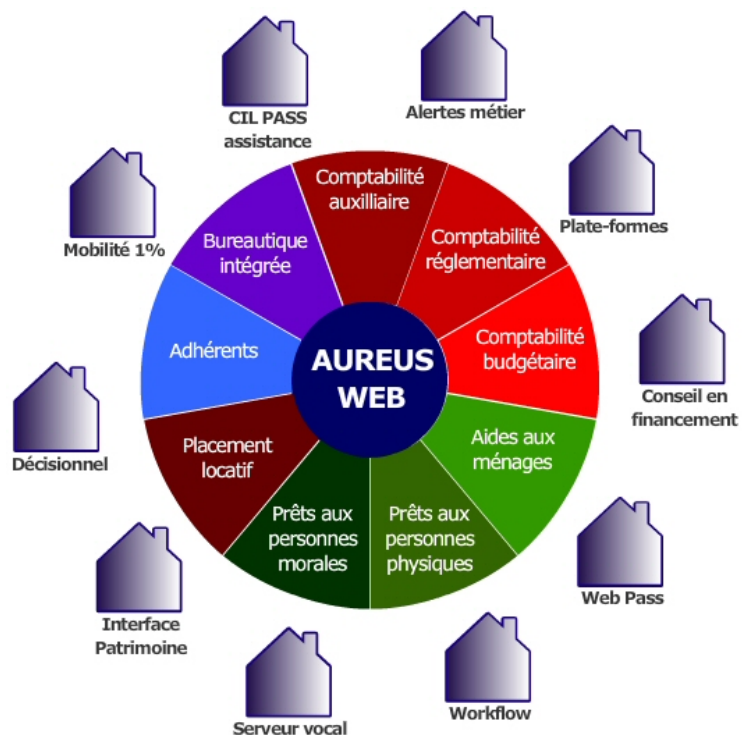 CIL PASS
assistance
Alertes métier
Mobilité 1%
Plate-formes
Comptabilité
auxilliaire
Bureautique
intégrée
Comptabilité
réglementaire
Adhérents
AUREUS
WEB
Comptabilité
budgétaire
Conseil en
financement
Décisionnel
Placement
locatif
Aides aux
ménages
Prêts aux
personnes
morales
Prêts aux
personnes
physiques
Interface
Patrimoine
Web Pass
Serveur vocal
Workflow